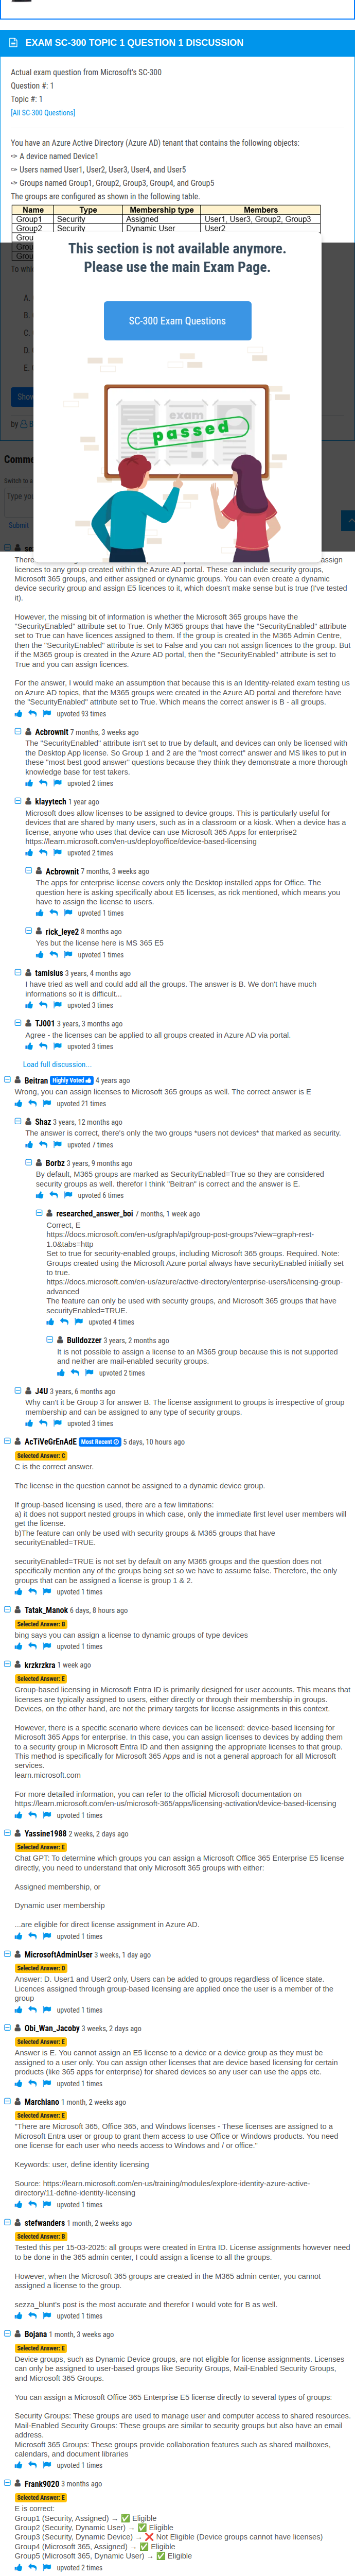 EXAM SC-300 TOPIC 1 QUESTION 1 DISCUSSION
Actual exam question from Microsoft's SC-300
Question #: 1
Topic #: 1
[All SC-300 Questions]
You have an Azure Active Directory (Azure AD) tenant that contains the following objects:
✑ A device named Device1
✑ Users named User1, User2, User3, User4, and User5
✑ Groups named Group1, Group2, Group3, Group4, and Group5
The groups are configured as shown in the following table.
Name Type Membership type Members
Group1 Security Assigned User1, User3, Group2, Group3
Group2 Security Dynamic User User2
This section is not available anymore.
Please use the main Exam Page.
SC-300 Exam Questions
exam
passed
To
A.
B.
C.
D.
E.
by
Switch to a
Submit
There assign
licences to any group created within the Azure AD portal. These can include security groups,
Microsoft 365 groups, and either assigned or dynamic groups. You can even create a dynamic
device security group and assign E5 licences to it, which doesn't make sense but is true (I've tested
it).
However, the missing bit of information is whether the Microsoft 365 groups have the
"SecurityEnabled" attribute set to True. Only M365 groups that have the "SecurityEnabled" attribute
set to True can have licences assigned to them. If the group is created in the M365 Admin Centre,
then the "SecurityEnabled" attribute is set to False and you can not assign licences to the group. But
if the M365 group is created in the Azure AD portal, then the "SecurityEnabled" attribute is set to
True and you can assign licences.
For the answer, I would make an assumption that because this is an Identity-related exam testing us
on Azure AD topics, that the M365 groups were created in the Azure AD portal and therefore have
the "SecurityEnabled" attribute set to True. Which means the correct answer is B - all groups.
upvoted 93 times
Acbrownit 7 months, 3 weeks ago
The "SecurityEnabled" attribute isn't set to true by default, and devices can only be licensed with
the Desktop App license. So Group 1 and 2 are the "most correct" answer and MS likes to put in
these "most best good answer" questions because they think they demonstrate a more thorough
knowledge base for test takers.
upvoted 2 times
klayytech 1 year ago
Microsoft does allow licenses to be assigned to device groups. This is particularly useful for
devices that are shared by many users, such as in a classroom or a kiosk. When a device has a
license, anyone who uses that device can use Microsoft 365 Apps for enterprise2
https://learn.microsoft.com/en-us/deployoffice/device-based-licensing
upvoted 2 times
Acbrownit 7 months, 3 weeks ago
The apps for enterprise license covers only the Desktop installed apps for Office. The
question here is asking specifically about E5 licenses, as rick mentioned, which means you
have to assign the license to users.
upvoted 1 times
rick_leye2 8 months ago
Yes but the license here is MS 365 E5
upvoted 1 times
tamisius 3 years, 4 months ago
I have tried as well and could add all the groups. The answer is B. We don't have much
informations so it is difficult...
upvoted 3 times
TJ001 3 years, 3 months ago
Agree - the licenses can be applied to all groups created in Azure AD via portal.
upvoted 3 times
Load full discussion...
Beitran Highly Voted 4 years ago
Wrong, you can assign licenses to Microsoft 365 groups as well. The correct answer is E
upvoted 21 times
Shaz 3 years, 12 months ago
The answer is correct, there's only the two groups *users not devices* that marked as security.
upvoted 7 times
Borbz 3 years, 9 months ago
By default, M365 groups are marked as SecurityEnabled=True so they are considered
security groups as well. therefor I think "Beitran" is correct and the answer is E.
upvoted 6 times
researched_answer_boi 7 months, 1 week ago
Correct, E
https://docs.microsoft.com/en-us/graph/api/group-post-groups?view=graph-rest-
1.0&tabs=http
Set to true for security-enabled groups, including Microsoft 365 groups. Required. Note:
Groups created using the Microsoft Azure portal always have securityEnabled initially set
to true.
https://docs.microsoft.com/en-us/azure/active-directory/enterprise-users/licensing-group-
advanced
The feature can only be used with security groups, and Microsoft 365 groups that have
securityEnabled=TRUE.
upvoted 4 times
Bulldozzer 3 years, 2 months ago
It is not possible to assign a license to an M365 group because this is not supported
and neither are mail-enabled security groups.
upvoted 2 times
J4U 3 years, 6 months ago
Why can't it be Group 3 for answer B. The license assignment to groups is irrespective of group
membership and can be assigned to any type of security groups.
upvoted 3 times
AcTiVeGrEnAdE Most Recent 5 days, 10 hours ago
Selected Answer: C
C is the correct answer.
The license in the question cannot be assigned to a dynamic device group.
If group-based licensing is used, there are a few limitations:
a) it does not support nested groups in which case, only the immediate first level user members will
get the license.
b)The feature can only be used with security groups & M365 groups that have
securityEnabled=TRUE.
securityEnabled=TRUE is not set by default on any M365 groups and the question does not
specifically mention any of the groups being set so we have to assume false. Therefore, the only
groups that can be assigned a license is group 1 & 2.
upvoted 1 times
Tatak_Manok 6 days, 8 hours ago
Selected Answer: B
bing says you can assign a license to dynamic groups of type devices
upvoted 1 times
krzkrzkra 1 week ago
Selected Answer: E
Group-based licensing in Microsoft Entra ID is primarily designed for user accounts. This means that
licenses are typically assigned to users, either directly or through their membership in groups.
Devices, on the other hand, are not the primary targets for license assignments in this context.
However, there is a specific scenario where devices can be licensed: device-based licensing for
Microsoft 365 Apps for enterprise. In this case, you can assign licenses to devices by adding them
to a security group in Microsoft Entra ID and then assigning the appropriate licenses to that group.
This method is specifically for Microsoft 365 Apps and is not a general approach for all Microsoft
services.
learn.microsoft.com
For more detailed information, you can refer to the official Microsoft documentation on
https://learn.microsoft.com/en-us/microsoft-365/apps/licensing-activation/device-based-licensing
upvoted 1 times
Yassine1988 2 weeks, 2 days ago
Selected Answer: E
Chat GPT: To determine which groups you can assign a Microsoft Office 365 Enterprise E5 license
directly, you need to understand that only Microsoft 365 groups with either:
Assigned membership, or
Dynamic user membership
...are eligible for direct license assignment in Azure AD.
upvoted 1 times
MicrosoftAdminUser 3 weeks, 1 day ago
Selected Answer: D
Answer: D. User1 and User2 only, Users can be added to groups regardless of licence state.
Licences assigned through group-based licensing are applied once the user is a member of the
group
upvoted 1 times
Obi_Wan_Jacoby 3 weeks, 2 days ago
Selected Answer: E
Answer is E. You cannot assign an E5 license to a device or a device group as they must be
assigned to a user only. You can assign other licenses that are device based licensing for certain
products (like 365 apps for enterprise) for shared devices so any user can use the apps etc.
upvoted 1 times
Marchiano 1 month, 2 weeks ago
Selected Answer: E
"There are Microsoft 365, Office 365, and Windows licenses - These licenses are assigned to a
Microsoft Entra user or group to grant them access to use Office or Windows products. You need
one license for each user who needs access to Windows and / or office."
Keywords: user, define identity licensing
Source: https://learn.microsoft.com/en-us/training/modules/explore-identity-azure-active-
directory/11-define-identity-licensing
upvoted 1 times
stefwanders 1 month, 2 weeks ago
Selected Answer: B
Tested this per 15-03-2025: all groups were created in Entra ID. License assignments however need
to be done in the 365 admin center, I could assign a license to all the groups.
However, when the Microsoft 365 groups are created in the M365 admin center, you cannot
assigned a license to the group.
sezza_blunt's post is the most accurate and therefor I would vote for B as well.
upvoted 1 times
Bojana 1 month, 3 weeks ago
Selected Answer: E
Device groups, such as Dynamic Device groups, are not eligible for license assignments. Licenses
can only be assigned to user-based groups like Security Groups, Mail-Enabled Security Groups,
and Microsoft 365 Groups.
You can assign a Microsoft Office 365 Enterprise E5 license directly to several types of groups:
Security Groups: These groups are used to manage user and computer access to shared resources.
Mail-Enabled Security Groups: These groups are similar to security groups but also have an email
address.
Microsoft 365 Groups: These groups provide collaboration features such as shared mailboxes,
calendars, and document libraries
upvoted 1 times
Frank9020 3 months ago
Selected Answer: E
E is correct:
Group1 (Security, Assigned) → ✅ Eligible
Group2 (Security, Dynamic User) → ✅ Eligible
Group3 (Security, Dynamic Device) → ❌ Not Eligible (Device groups cannot have licenses)
Group4 (Microsoft 365, Assigned) → ✅ Eligible
Group5 (Microsoft 365, Dynamic User) → ✅ Eligible
upvoted 2 times